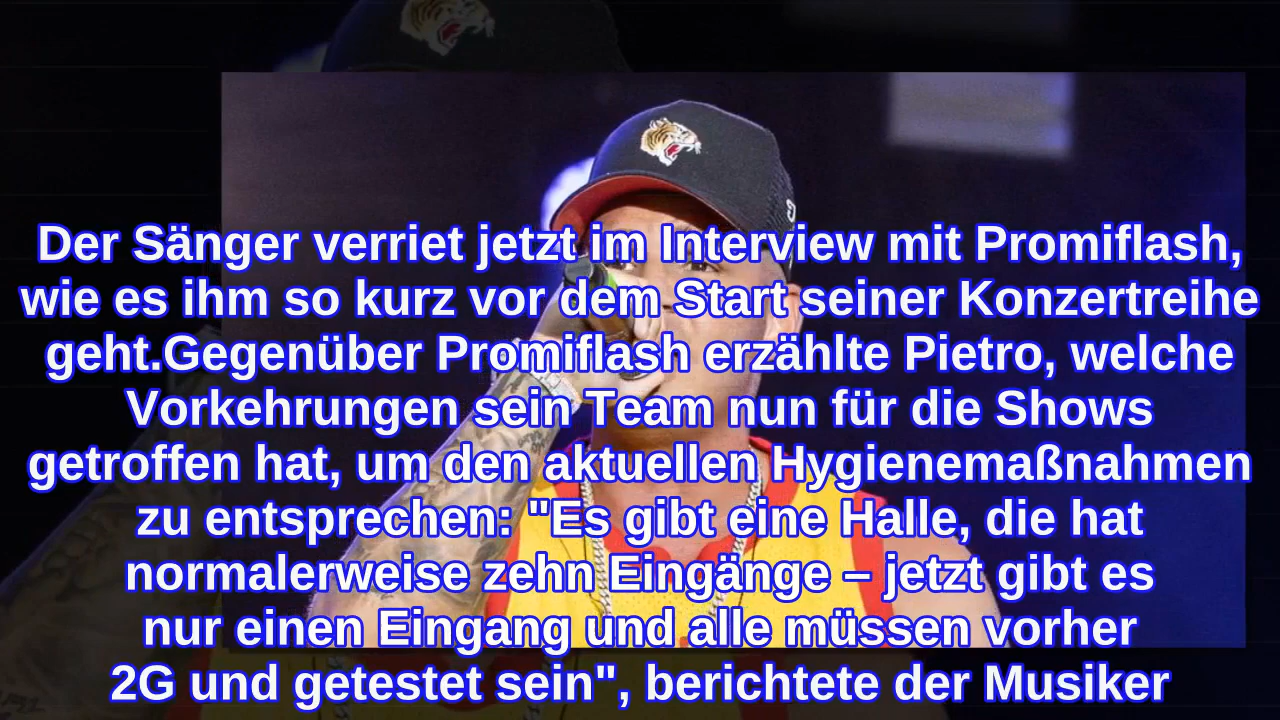 Der Sänger verriet jetzt im Interview mit Promiflash,
wie es ihm so kurz vor dem Start seiner Konzertreihe
geht.Gegenüber Promiflash erzählte Pietro, welche
Vorkehrungen sein Team nun für die Shows
getroffen hat, um den aktuellen Hygienemaßnahmen
zu entsprechen: "Es gibt eine Halle, die hat
normalerweise zehn Eingänge – jetzt gibt es
nur einen Eingang und alle müssen vorher
2G und getestet sein", berichtete der Musiker